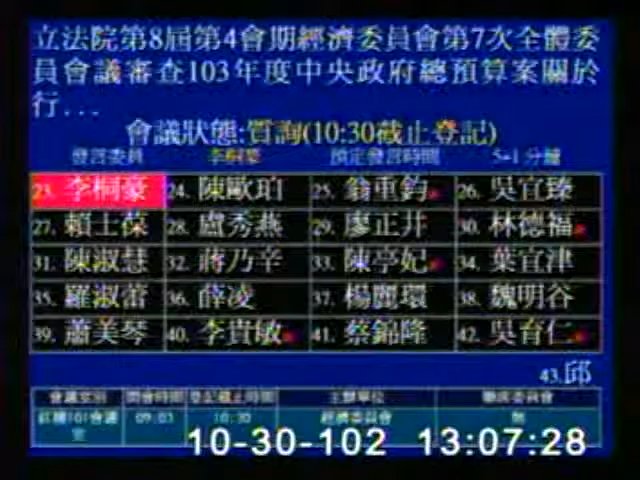 立法院第8屆第4會期經濟委員會第7次全體委
員會議審查103年度中央政府總預算案關於
行...
會議狀態:質詢(10:30截止登記)
發言委員 李桐豪 預定發言時間 5+1 分鐘
23. 李桐豪 24. 陳歐珀 25. 翁重鈞 26. 吳宜臻
27. 賴士葆 28. 盧秀燕 29. 廖正井 30. 林德福
31. 陳淑慧 32. 蔣乃辛 33. 陳亭妃 34. 葉宜津
35. 羅淑蕾 36. 薛凌 37. 楊麗環 38. 魏明谷
39. 蕭美琴 40. 李貴敏 41. 蔡錦隆 42. 吳育仁
43. 邱
會議室別 開會時間 登記截止時間 主辦單位 聯席委員會
紅樓101會議室 09:03 10:30 經濟委員會 無
10-30-102 13:07:28